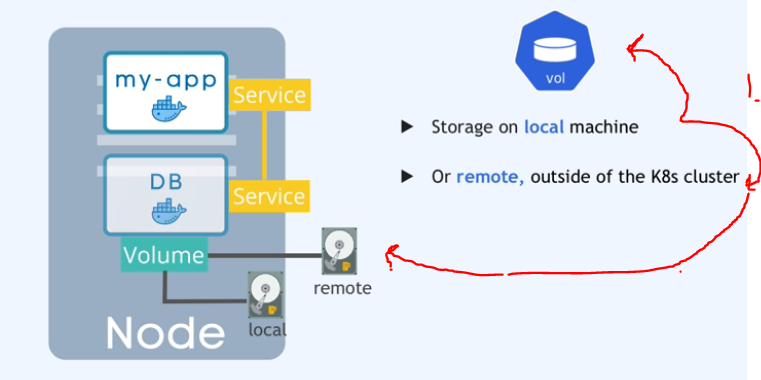 my-app
Service
DB
Service
Volume
remote
local
Node
vol
Storage on local machine
Or remote, outside of the K8s cluster